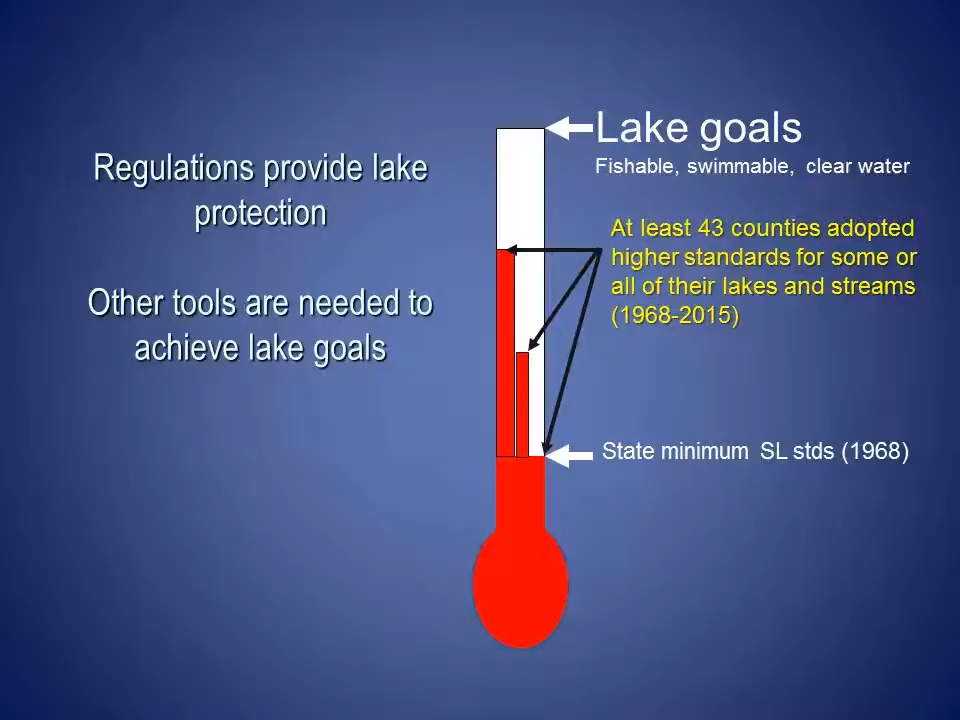 Regulations provide lake
protection
Other tools are needed to
achieve lake goals
Lake goals
Fishable, swimmable, clear water
At least 43 counties adopted
higher standards for some or
all of their lakes and streams
(1968-2015)
State minimum SL stds (1968)